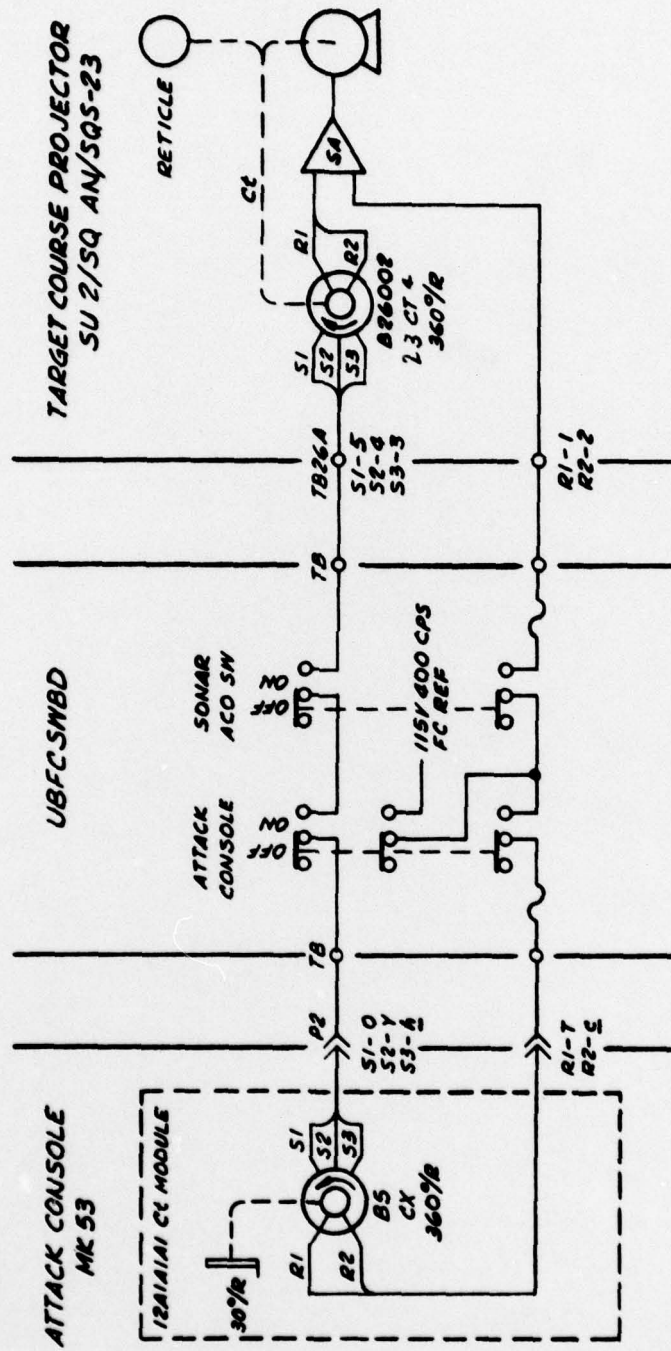 ATTACK CONSOLE
MK 53
12A1A1A1 Ct MODULE
30°/R
R1
R2
S1
S2
S3
B5
CX
360°/R
P2
S1-O
S2-Y
S3-A
R1-T
R2-C
TB
UBFCSWBD
ATTACK
CONSOLE
OFF
ON
SONAR
ACO SW
OFF
ON
115V 400 CPS
FC REF
TB
TB26A
S1-5
S2-4
S3-3
R1-1
R2-2
TARGET COURSE PROJECTOR
SU 2/SQ AN/SQS-23
S1
S2
S3
R1
R2
B26002
23 CT 4
360°/R
Ct
SA
RETICLE